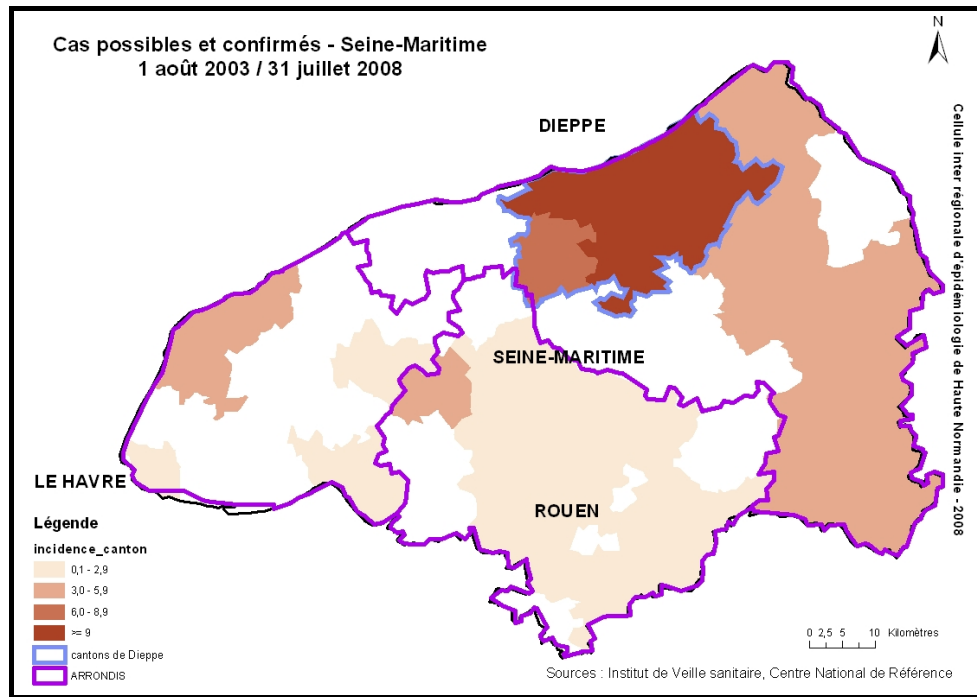 Cas possibles et confirmés - Seine-Maritime
1 août 2003 / 31 juillet 2008
N
DIEPPE
SEINE-MARITIME
LE HAVRE
ROUEN
Légende
incidence_canton
0,1 - 2,9
3,0 - 5,9
6,0 - 8,9
>= 9
cantons de Dieppe
ARRONDIS
0 2,5 5 10 Kilomètres
Sources : Institut de Veille sanitaire, Centre National de Référence
Cellule inter régionale d'épidémiologie de Haute Normandie - 2008